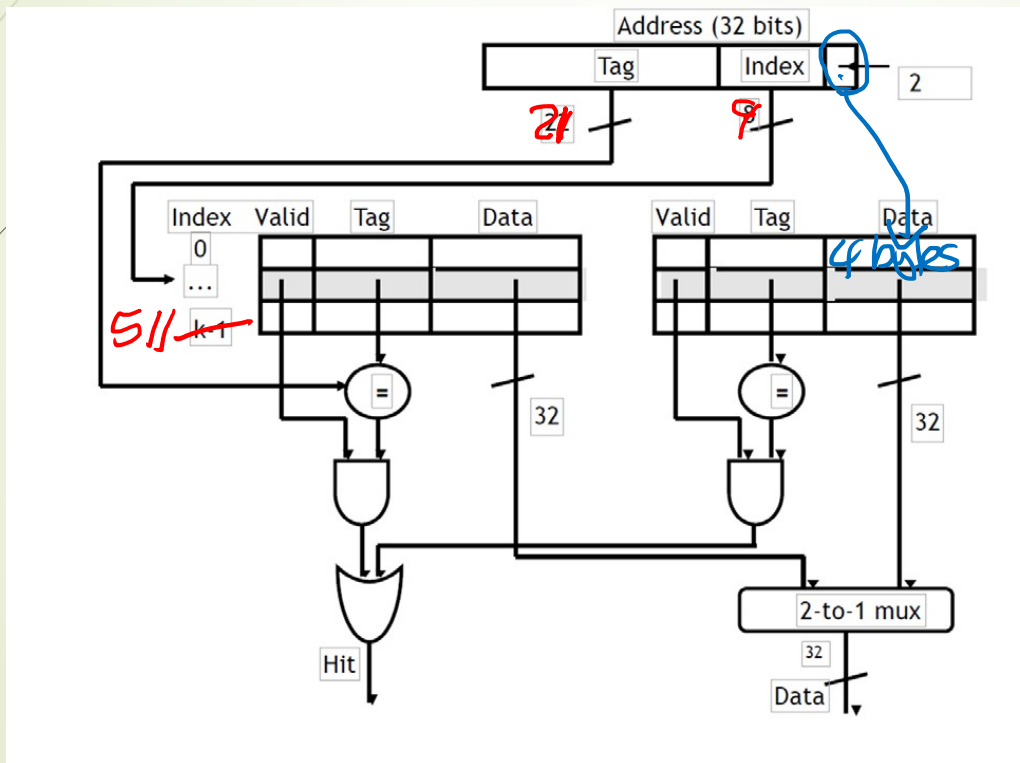 Address (32 bits)
Tag Index 2
21 9
Index Valid Tag Data Valid Tag Data
0 4 bytes
...
511 k-1
= =
32 32
2-to-1 mux
32
Hit
Data